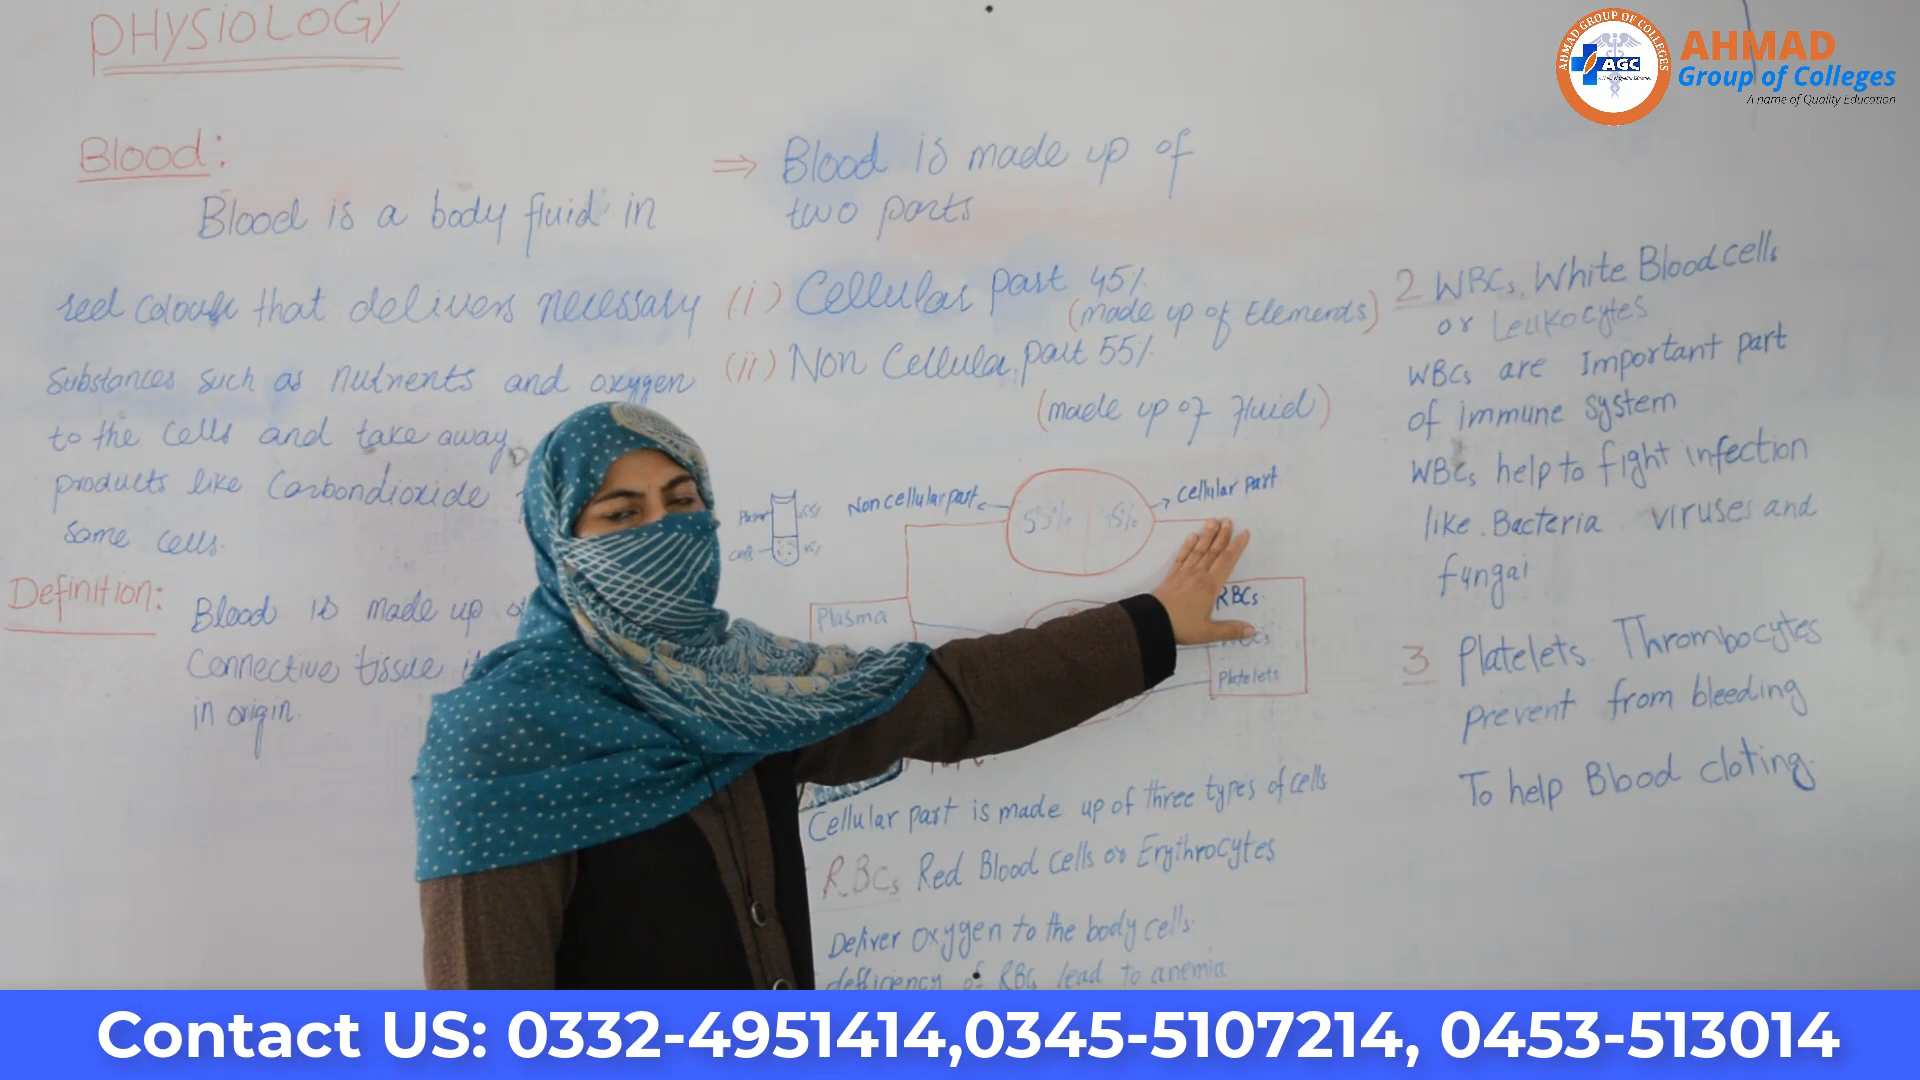 PHYSIOLOGY
Blood:
Blood is a body fluid in
red colour that delivers necessary
Substances such as nutrients and oxygen
to the cells and take away
products like Carbondioxide
same cells.
Definition:
Blood is made up
Connective tissue
in origin.
⇒ Blood is made up of
two parts
(i) Cellular part 45%
(made up of Elements)
(ii) Non Cellular part 55%
(made up of fluid)
Non cellular part
55% 45%
Cellular part
Plasma
RBCs
Platelets
Cellular part is made up of three types of cells
RBCs Red Blood cells or Erythrocytes
Deliver oxygen to the body cells.
defficiency of RBCs lead to anemia
2 WBCs White Blood cells
or Leukocytes
WBCs are Important part
of immune system
WBCs help to fight infection
like Bacteria viruses and
fungai
3 Platelets Thrombocytes
prevent from bleeding
To help Blood cloting.
AHMAD GROUP OF COLLEGES
AGC
AHMAD
Group of Colleges
A name of Quality Education
Contact US: 0332-4951414,0345-5107214, 0453-513014